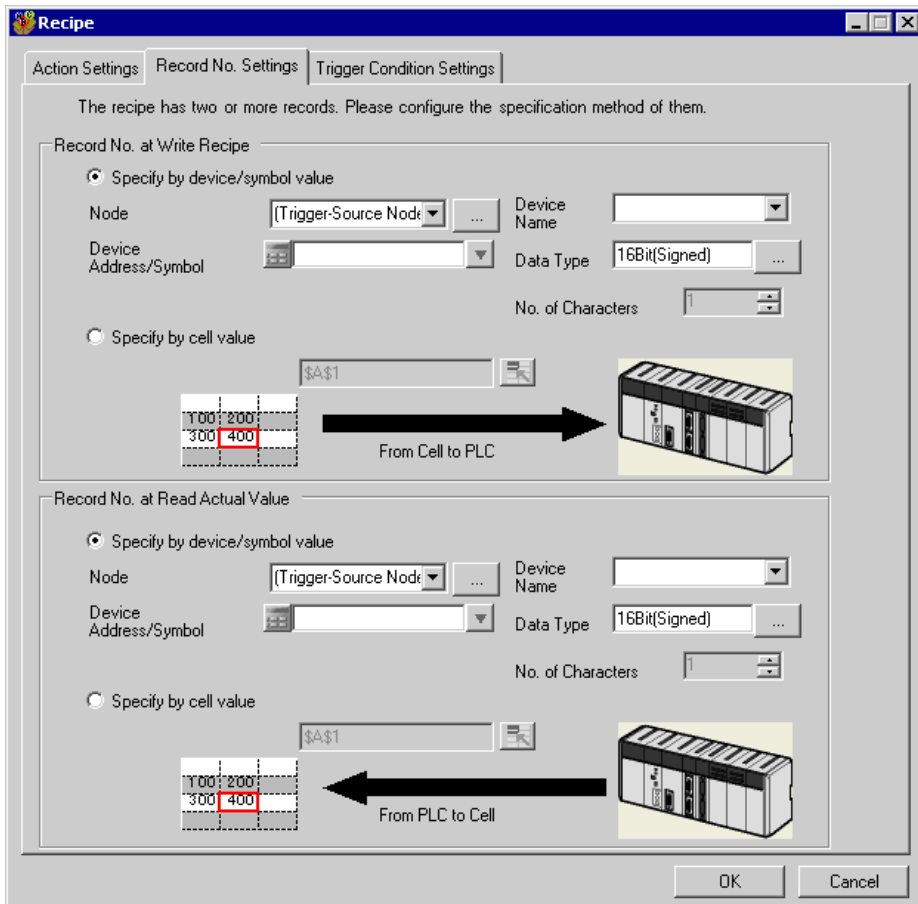 Recipe
Action Settings Record No. Settings Trigger Condition Settings
The recipe has two or more records. Please configure the specification method of them.
Record No. at Write Recipe
Specify by device/symbol value
Node (Trigger-Source Node ... Device Name
Device Address/Symbol Data Type 16Bit(Signed) ...
No. of Characters 1
Specify by cell value
$A$1
100 200
300 400
From Cell to PLC
Record No. at Read Actual Value
Specify by device/symbol value
Node (Trigger-Source Node ... Device Name
Device Address/Symbol Data Type 16Bit(Signed) ...
No. of Characters 1
Specify by cell value
$A$1
100 200
300 400
From PLC to Cell
OK Cancel